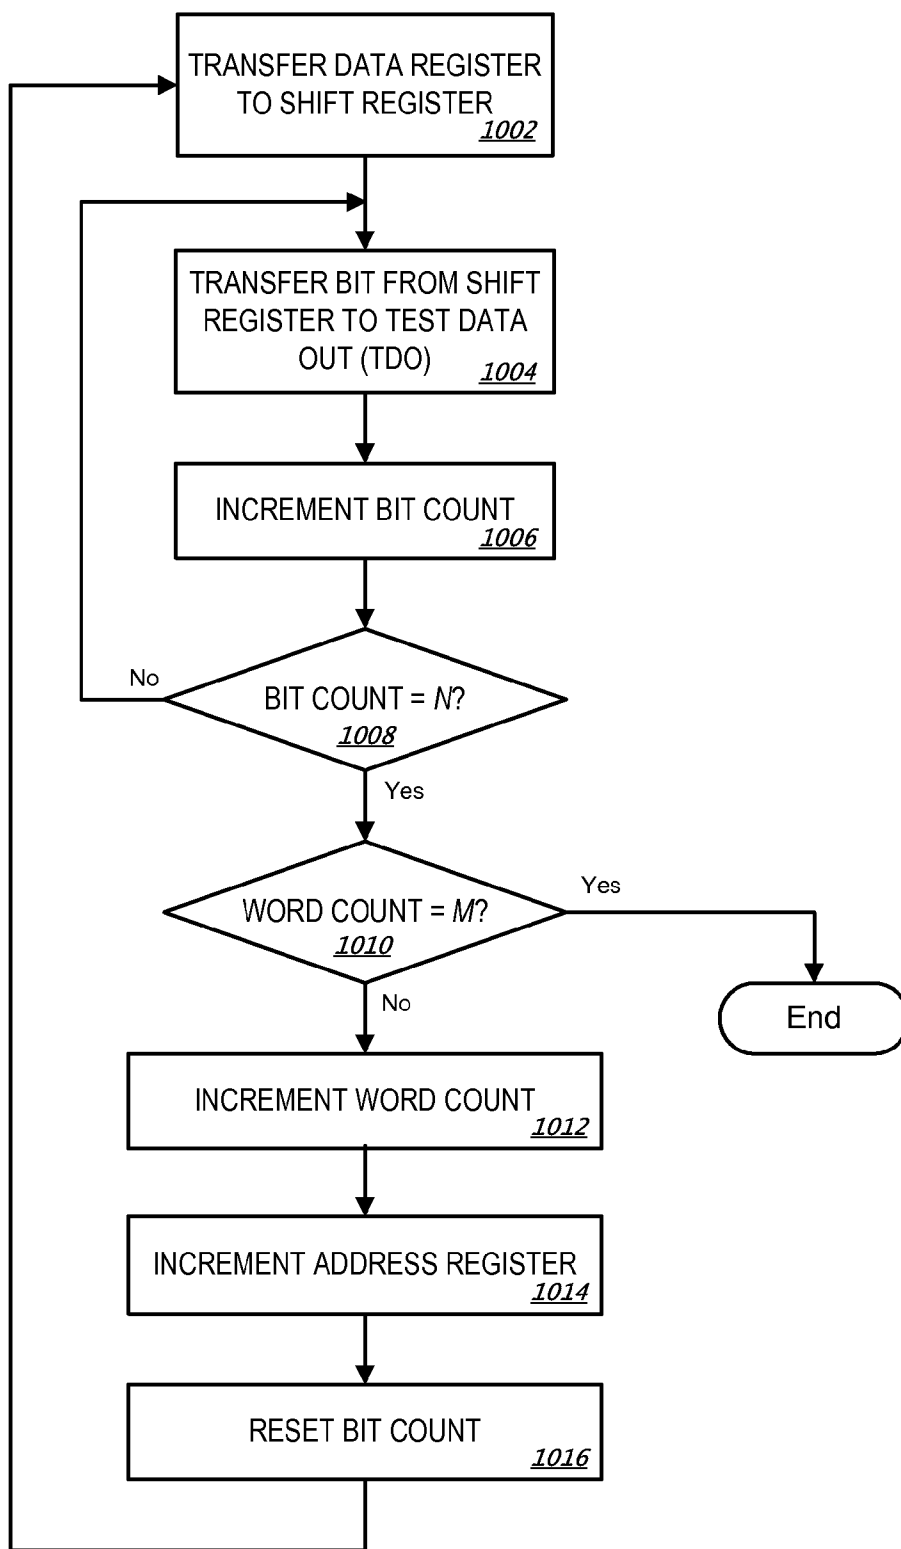 TRANSFER DATA REGISTER
TO SHIFT REGISTER
1002
TRANSFER BIT FROM SHIFT
REGISTER TO TEST DATA
OUT (TDO)
1004
INCREMENT BIT COUNT
1006
No
BIT COUNT = N?
1008
Yes
WORD COUNT = M?
1010
Yes
No
End
INCREMENT WORD COUNT
1012
INCREMENT ADDRESS REGISTER
1014
RESET BIT COUNT
1016